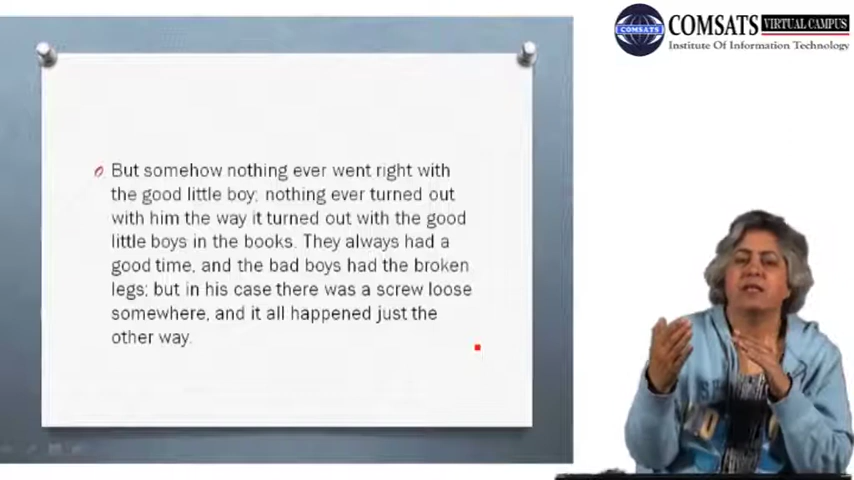 COMSATS VIRTUAL CAMPUS
COMSATS
Institute Of Information Technology
But somehow nothing ever went right with
the good little boy; nothing ever turned out
with him the way it turned out with the good
little boys in the books. They always had a
good time, and the bad boys had the broken
legs; but in his case there was a screw loose
somewhere, and it all happened just the
other way.